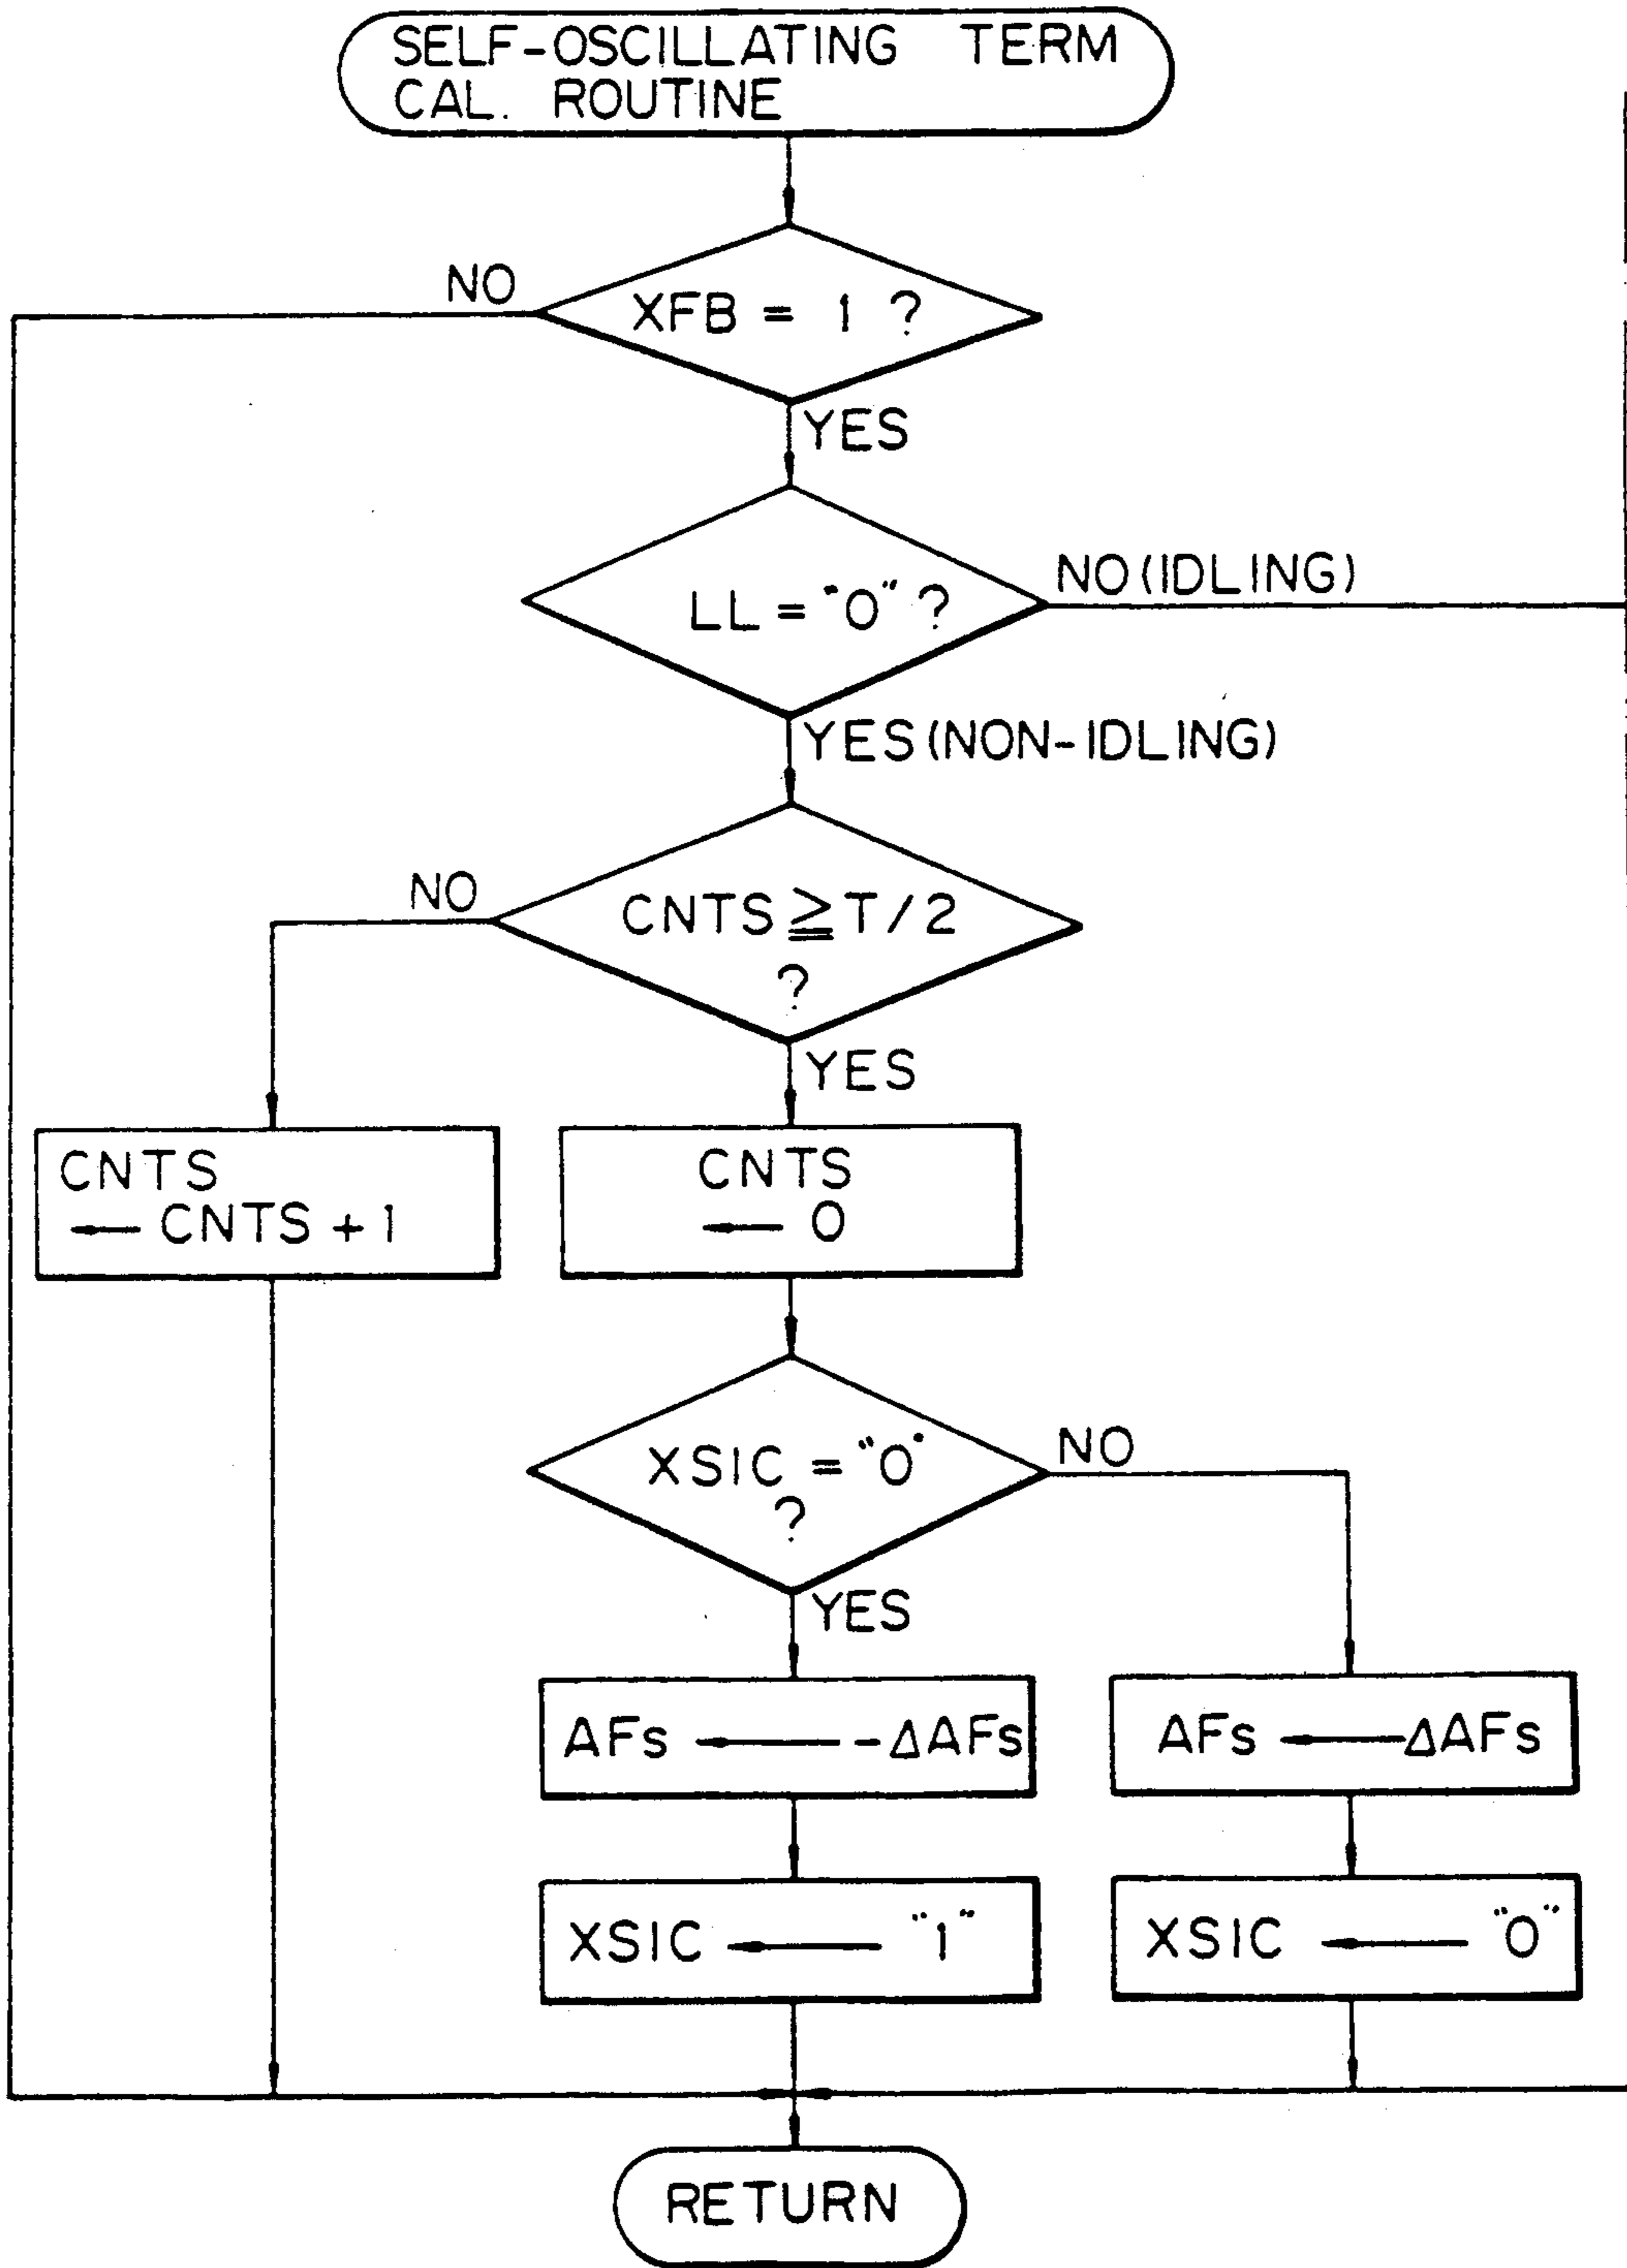 SELF-OSCILLATING TERM
CAL. ROUTINE
NO
XFB = 1 ?
YES
LL = "0" ?
NO (IDLING)
YES (NON-IDLING)
NO
CNTS ≧ T/2
?
YES
CNTS
← CNTS + 1
CNTS
← 0
XSIC = "0"
?
NO
YES
AFs ← -ΔAFs
AFs ← ΔAFs
XSIC ← "1"
XSIC ← "0"
RETURN